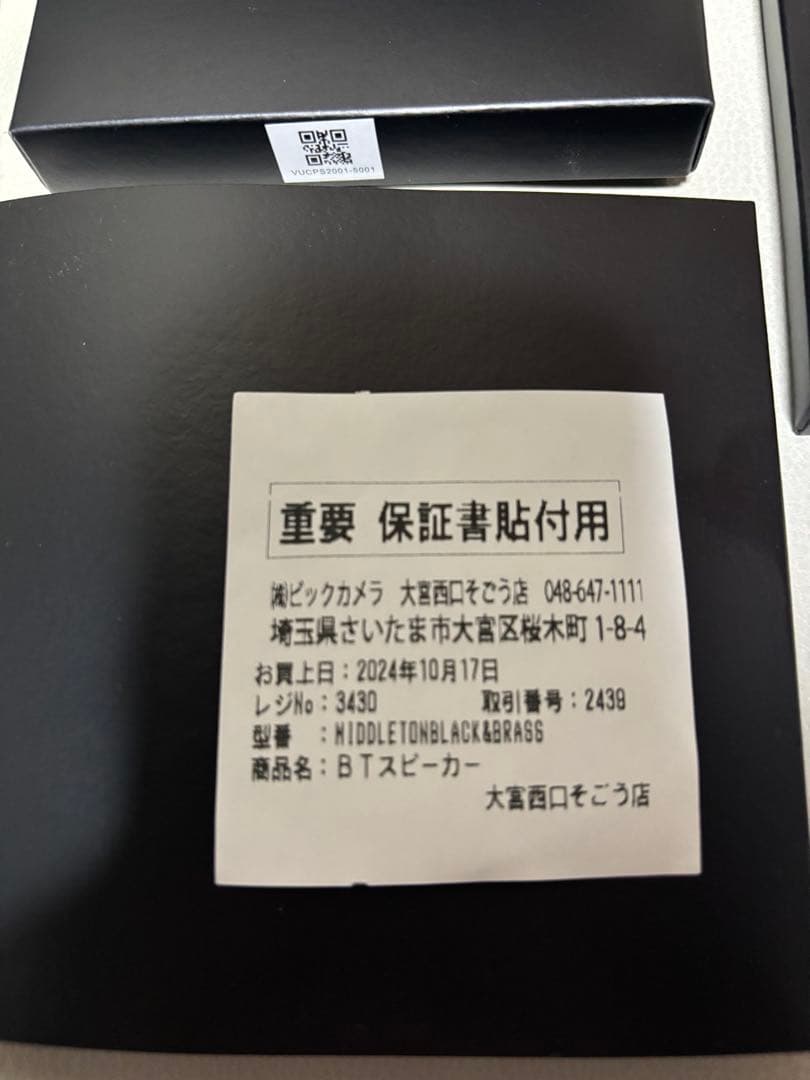 VUCPS2001-5001
重要 保証書貼付用
㈱ビックカメラ 大宮西口そごう店 048-647-1111
埼玉県さいたま市大宮区桜木町1-8-4
お買上日：2024年10月17日
レジNo：3430 取引番号：2439
型番 ：MIDDLETONBLACK&BRASS
商品名：BTスピーカー
大宮西口そごう店